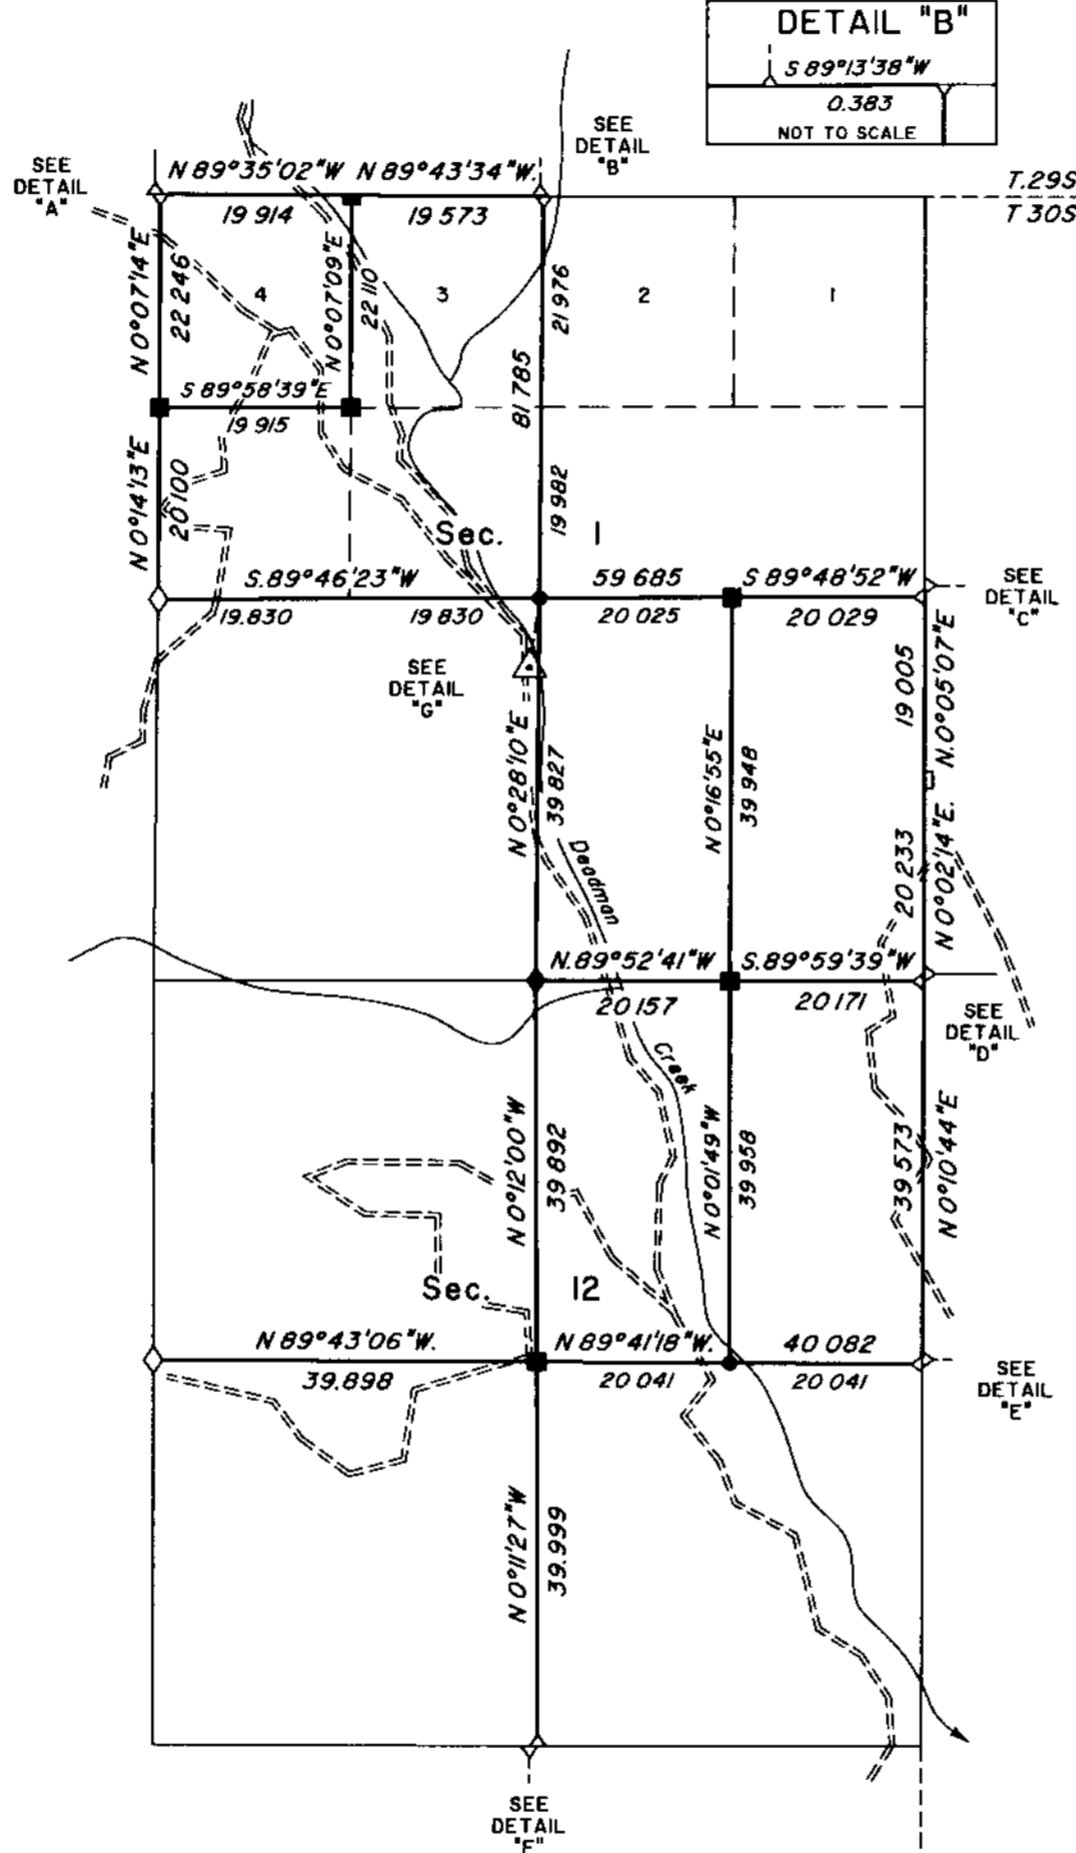 DETAIL "B"
S 89°13'38"W
0.383
NOT TO SCALE
SEE
DETAIL
"B"
SEE
DETAIL
"A"
N 89°35'02"W
N 89°43'34"W.
T.29S
T 30S
19 914
19 573
N 0°07'14"E
22 246
N 0°07'09"E
22 110
21 976
4
3
2
1
81 785
S 89°58'39"E
19 915
N 0°14'13"E
20 100
19 982
Sec. 1
S.89°46'23"W
59 685
S 89°48'52"W
19.830
19 830
20 025
20 029
SEE
DETAIL
"C"
SEE
DETAIL
"G"
19 005
N.0°05'07"E
N 0°28'10"E
39 827
N 0°16'55"E
39 948
20 233
N 0°02'14"E.
Deadman
N.89°52'41"W
S.89°59'39"W
20 157
20 171
SEE
DETAIL
"D"
Creek
N 0°12'00"W
39 892
N 0°01'49"W
39 958
39 573
N 0°10'44"E
Sec. 12
N 89°43'06"W.
N 89°41'18"W.
40 082
39.898
20 041
20 041
SEE
DETAIL
"E"
N 0°11'27"W
39.999
SEE
DETAIL
"F"